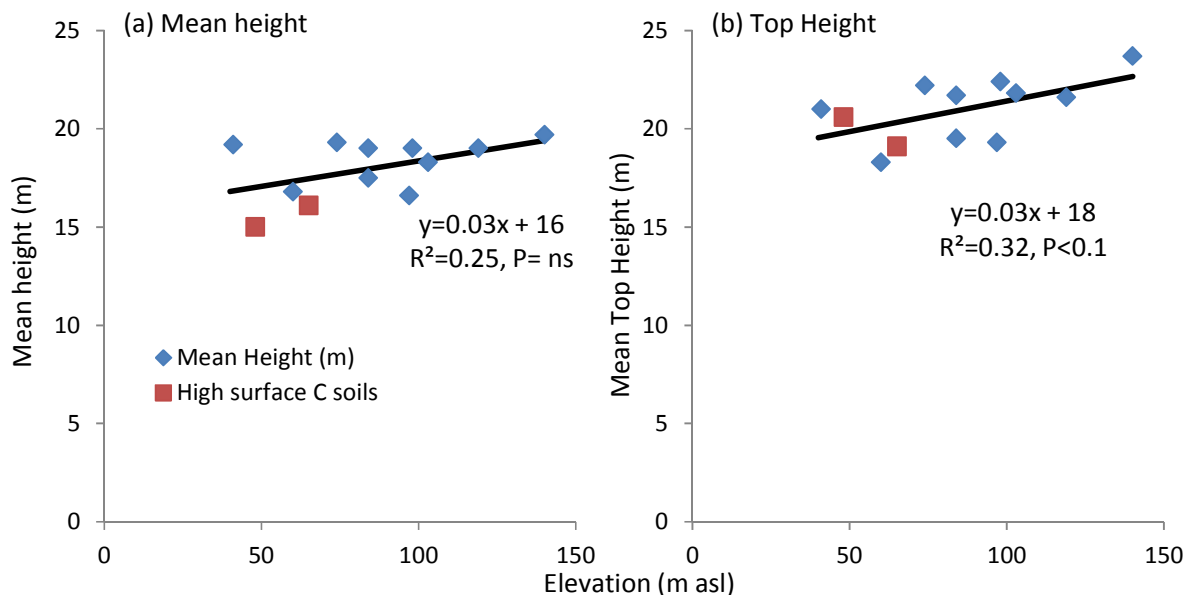 (a) Mean height
25
20
15
10
5
0
Mean height (m)
y=0.03x + 16
R²=0.25, P= ns
Mean Height (m)
High surface C soils
0 50 100 150
(b) Top Height
25
20
15
10
5
0
Mean Top Height (m)
y=0.03x + 18
R²=0.32, P<0.1
0 50 100 150
Elevation (m asl)